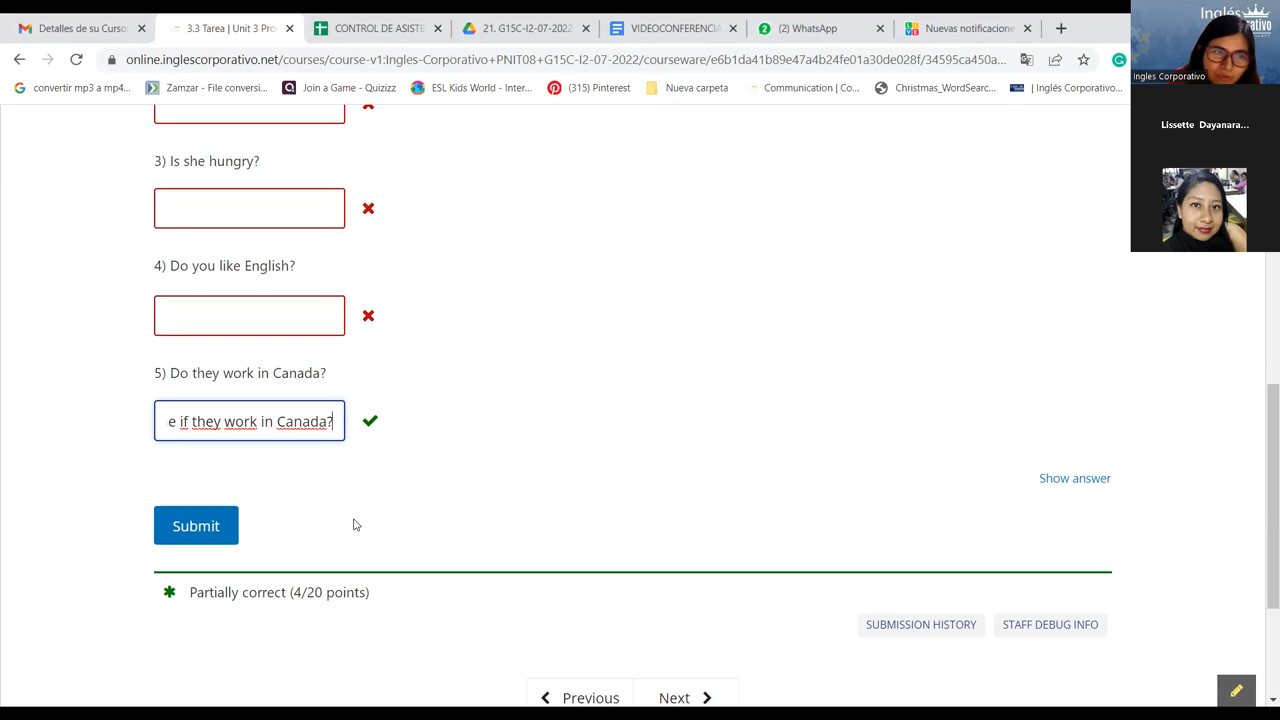 Detalles de su Curso
3.3 Tarea | Unit 3 Pro
CONTROL DE ASISTE
21. G15C-I2-07-2022
VIDEOCONFERENCIA
(2) WhatsApp
Nuevas notificacione
Inglés
online.inglescorporativo.net/courses/course-v1:Ingles-Corporativo+PNIT083.G15C-I2-07-2022/courseware/e6b1da41b89e47a4b24fe01a30de028f/34595ca450a...
Ingles Corporativo
convertir mp3 a mp4...
Zamzar - File conversi...
Join a Game - Quizizz
ESL Kids World - Inter...
(315) Pinterest
Nueva carpeta
Communication | Co...
Christmas_WordSearc...
| Inglés Corporativo...
Lissette Dayanara...
3) Is she hungry?
4) Do you like English?
5) Do they work in Canada?
e if they work in Canada?
Show answer
Submit
Partially correct (4/20 points)
SUBMISSION HISTORY
STAFF DEBUG INFO
Previous
Next